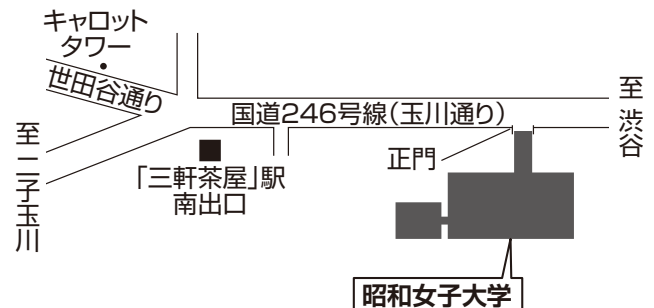 キャロット
タワー
世田谷通り
国道246号線(玉川通り)
至 渋谷
至 二子玉川
「三軒茶屋」駅
南出口
正門
昭和女子大学